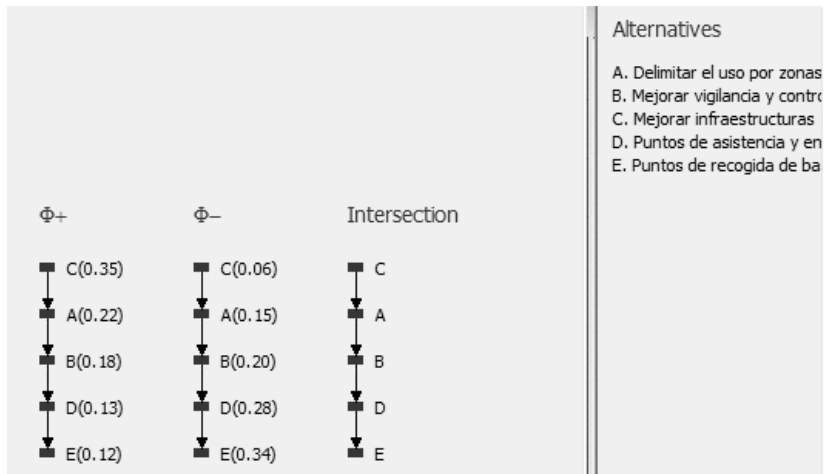 Alternatives
A. Delimitar el uso por zonas
B. Mejorar vigilancia y contro
C. Mejorar infraestructuras
D. Puntos de asistencia y en
E. Puntos de recogida de ba
Φ+ Φ− Intersection
C(0.35) C(0.06) C
A(0.22) A(0.15) A
B(0.18) B(0.20) B
D(0.13) D(0.28) D
E(0.12) E(0.34) E